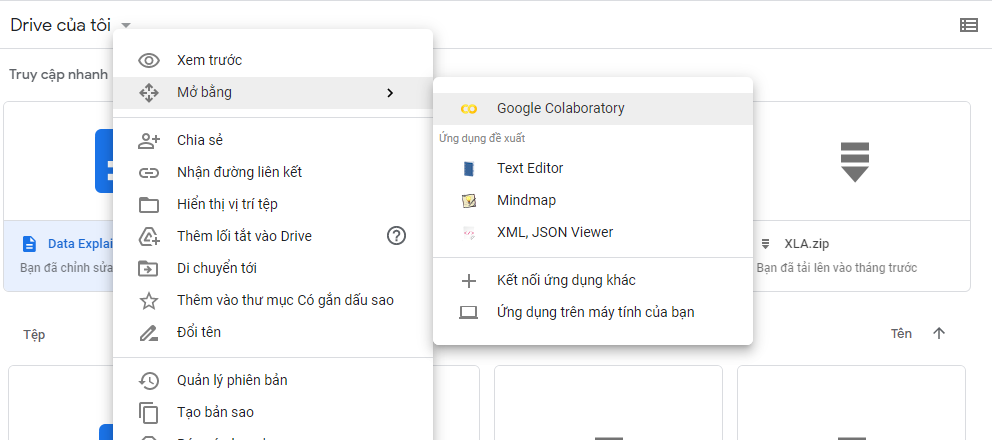 Drive của tôi
Truy cập nhanh
Xem trước
Mở bằng
Chia sẻ
Nhận đường liên kết
Hiển thị vị trí tệp
Thêm lối tắt vào Drive
Di chuyển tới
Thêm vào thư mục Có gắn dấu sao
Đổi tên
Quản lý phiên bản
Tạo bản sao
Google Colaboratory
Ứng dụng đề xuất
Text Editor
Mindmap
XML, JSON Viewer
Kết nối ứng dụng khác
Ứng dụng trên máy tính của bạn
Data Explai
Bạn đã chỉnh sửa
XLA.zip
Bạn đã tải lên vào tháng trước
Tệp
Tên